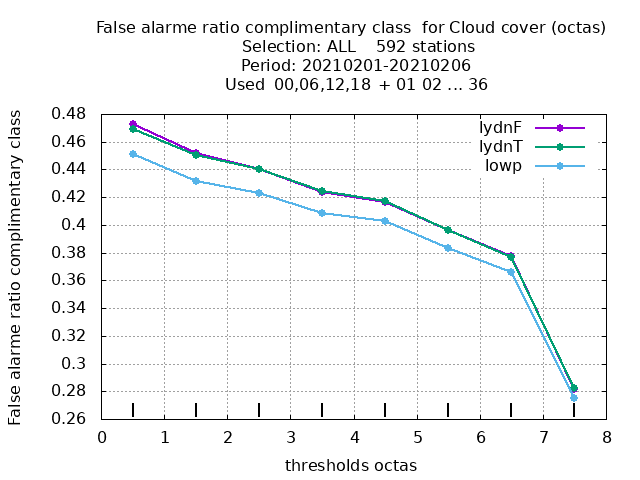 False alarme ratio complimentary class  for Cloud cover (octas)
Selection: ALL    592 stations
Period: 20210201-20210206
Used  00,06,12,18  + 01 02 ... 36
False alarme ratio complimentary class
0.48
0.46
0.44
0.42
0.4
0.38
0.36
0.34
0.32
0.3
0.28
0.26
lydnF
lydnT
lowp
0 1 2 3 4 5 6 7 8
thresholds octas